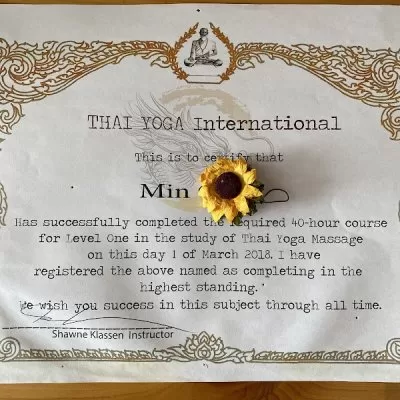 THAI YOGA International
This is to certify that
Min
Has successfully completed the required 40-hour course
for Level One in the study of Thai Yoga Massage
on this day 1 of March 2018. I have
registered the above named as completing in the
highest standing.
We wish you success in this subject through all time.
Shawne Klassen Instructor